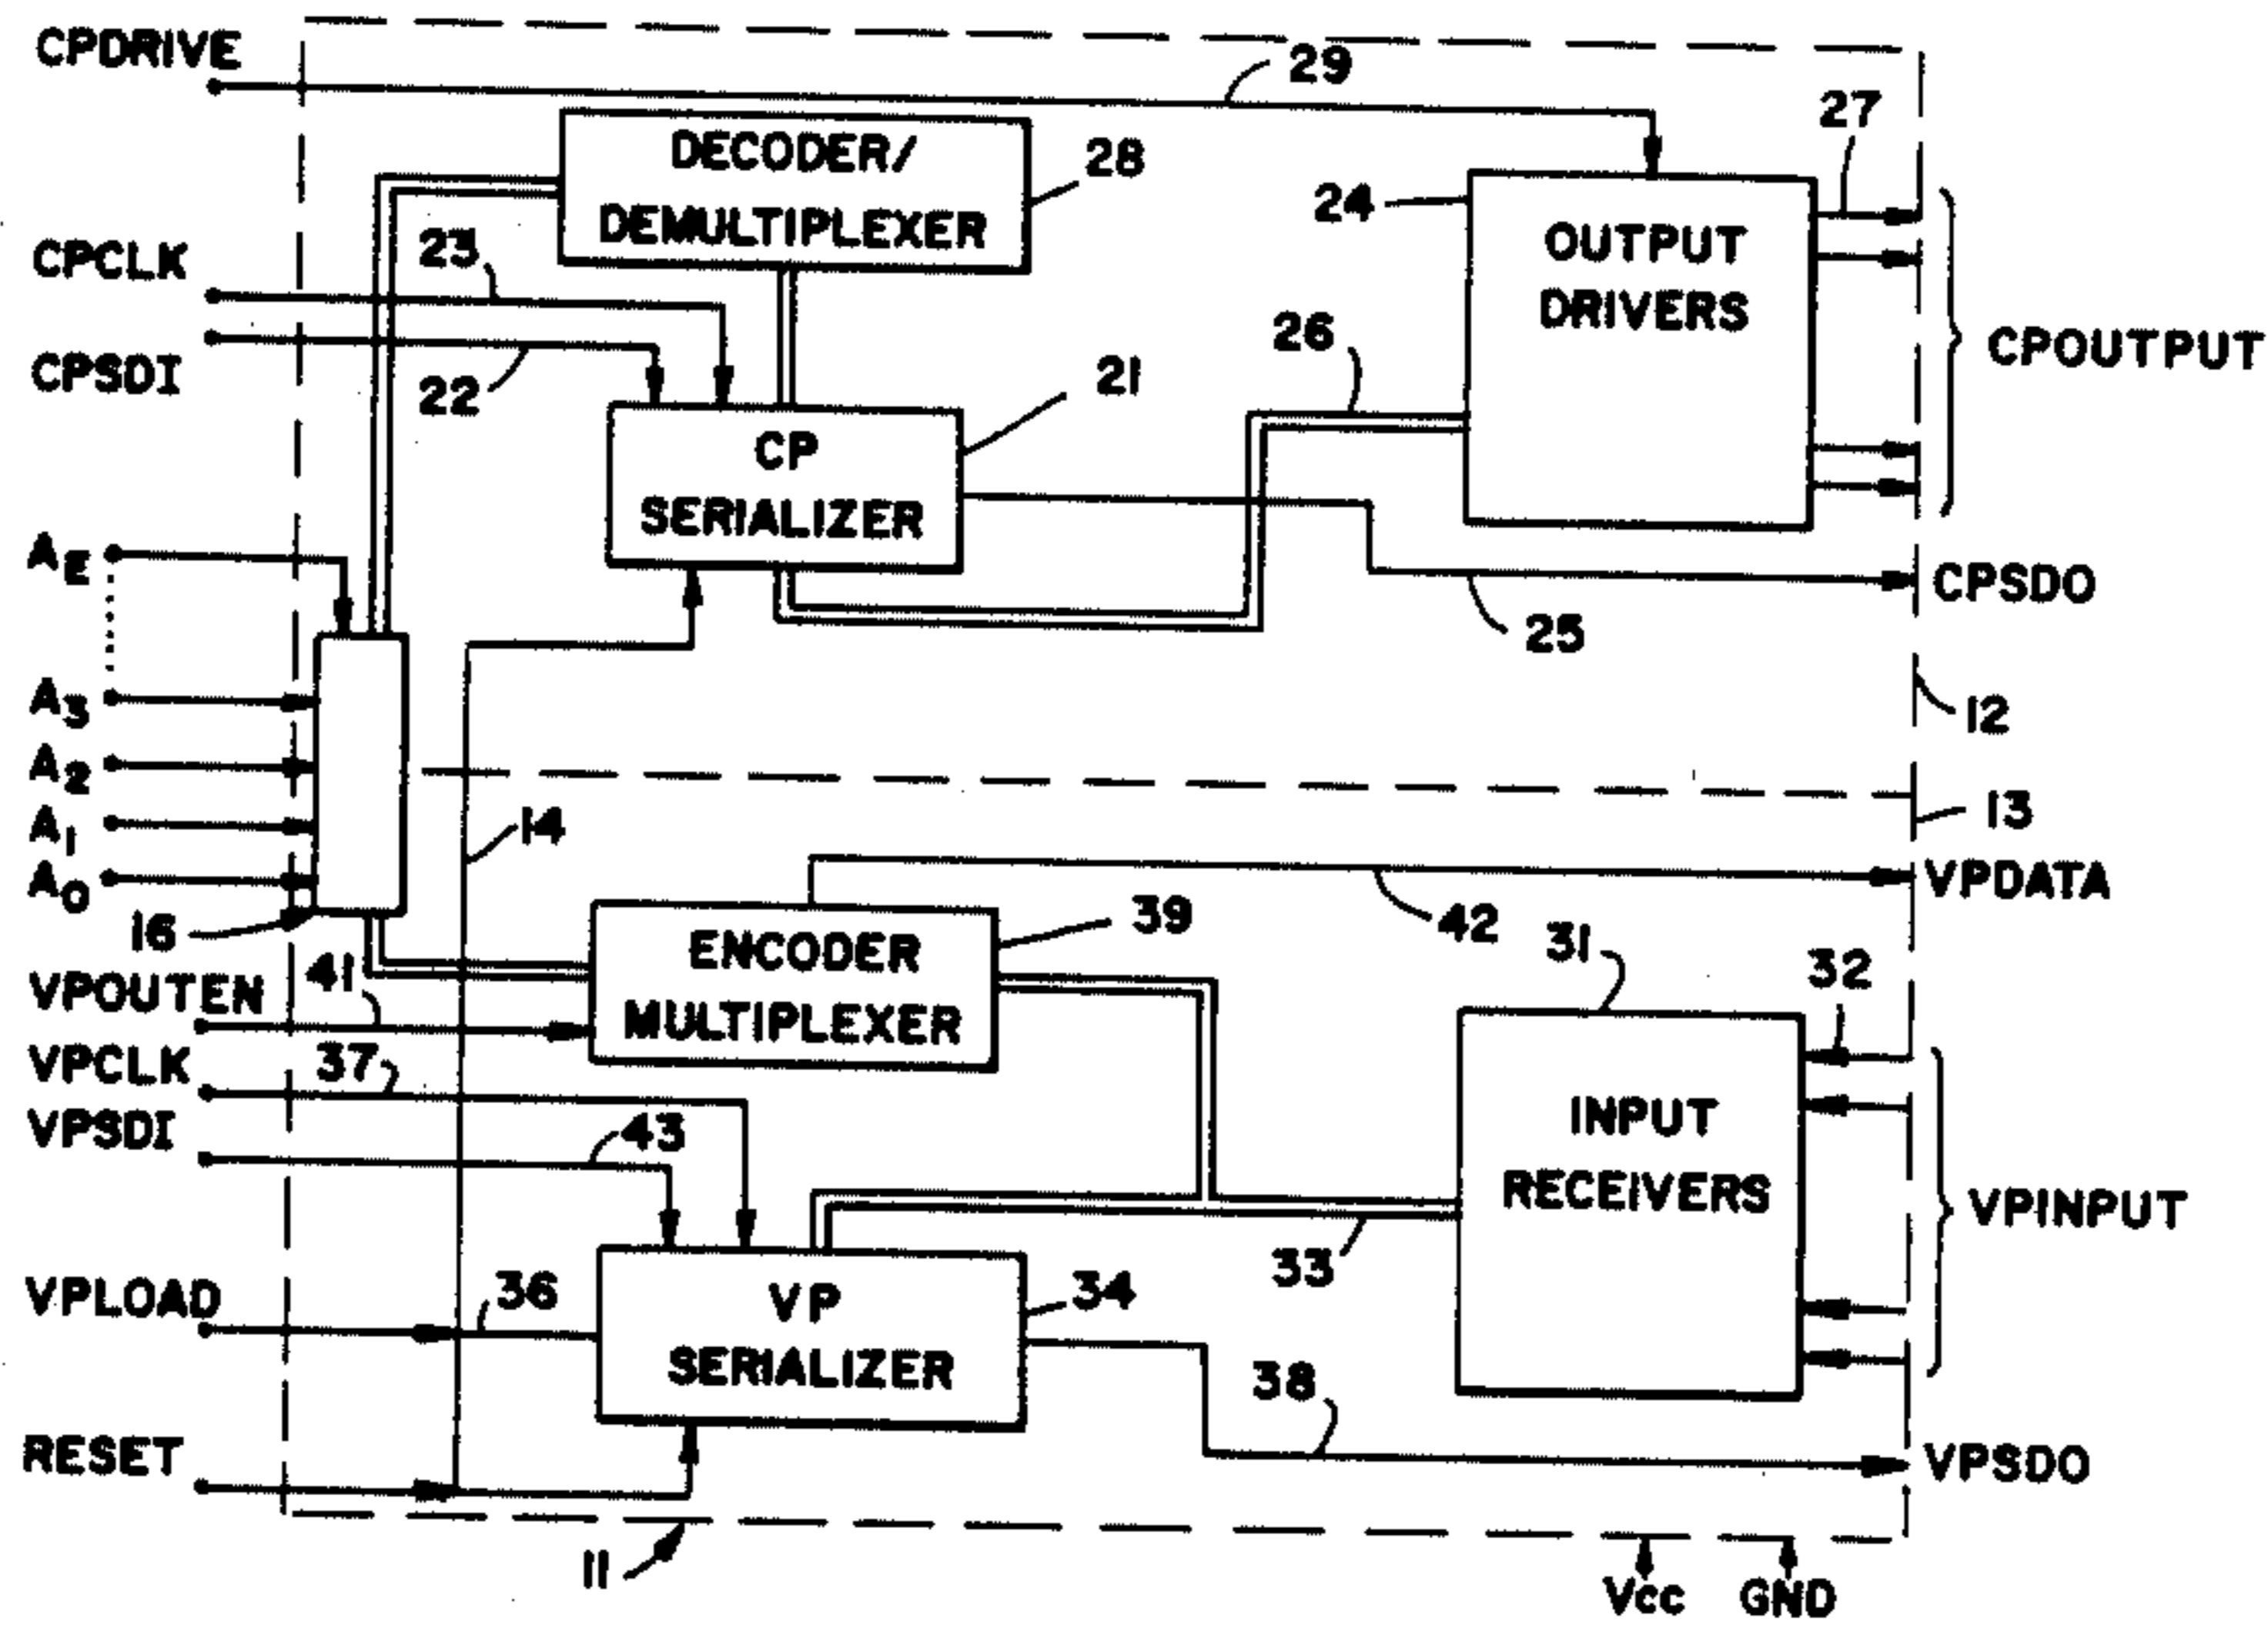 CPDRIVE
29
27
DECODER/
DEMULTIPLEXER
28
24
OUTPUT
DRIVERS
CPCLK
23
CPSDI
22
26
CPOUTPUT
21
CP
SERIALIZER
AE
CPSDO
25
A3
12
A2
A1
14
13
A0
VPDATA
16
39
42
31
32
41
ENCODER
MULTIPLEXER
VPOUTEN
VPCLK
37
VPSDI
43
INPUT
RECEIVERS
VPINPUT
33
VPLOAD
36
VP
SERIALIZER
34
38
RESET
VPSDO
11
Vcc
GND